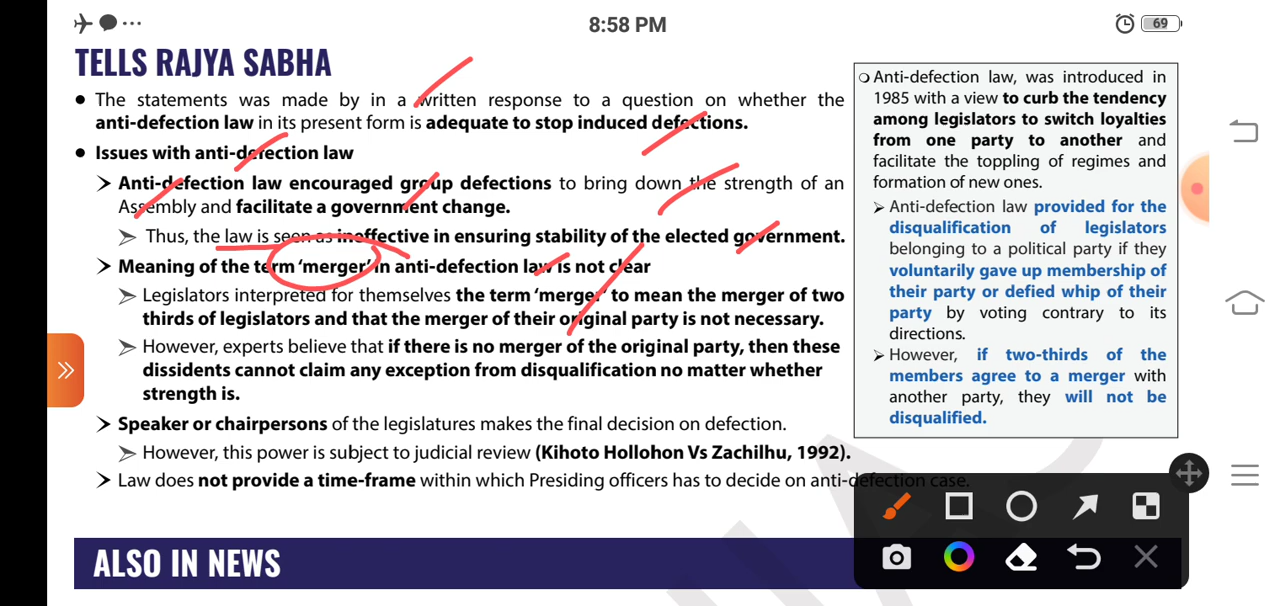 8:58 PM
69
TELLS RAJYA SABHA
• The statements was made by in a written response to a question on whether the
anti-defection law in its present form is adequate to stop induced defections.
• Issues with anti-defection law
➤ Anti-defection law encouraged group defections to bring down the strength of an
Assembly and facilitate a government change.
➤ Thus, the law is seen as ineffective in ensuring stability of the elected government.
➤ Meaning of the term ‘merger’ in anti-defection law is not clear
➤ Legislators interpreted for themselves the term ‘merger’ to mean the merger of two
thirds of legislators and that the merger of their original party is not necessary.
➤ However, experts believe that if there is no merger of the original party, then these
dissidents cannot claim any exception from disqualification no matter whether
strength is.
➤ Speaker or chairpersons of the legislatures makes the final decision on defection.
➤ However, this power is subject to judicial review (Kihoto Hollohon Vs Zachilhu, 1992).
➤ Law does not provide a time-frame within which Presiding officers has to decide on anti-defection case.
○ Anti-defection law, was introduced in
1985 with a view to curb the tendency
among legislators to switch loyalties
from one party to another and
facilitate the toppling of regimes and
formation of new ones.
➤ Anti-defection law provided for the
disqualification of legislators
belonging to a political party if they
voluntarily gave up membership of
their party or defied whip of their
party by voting contrary to its
directions.
➤ However, if two-thirds of the
members agree to a merger with
another party, they will not be
disqualified.
ALSO IN NEWS